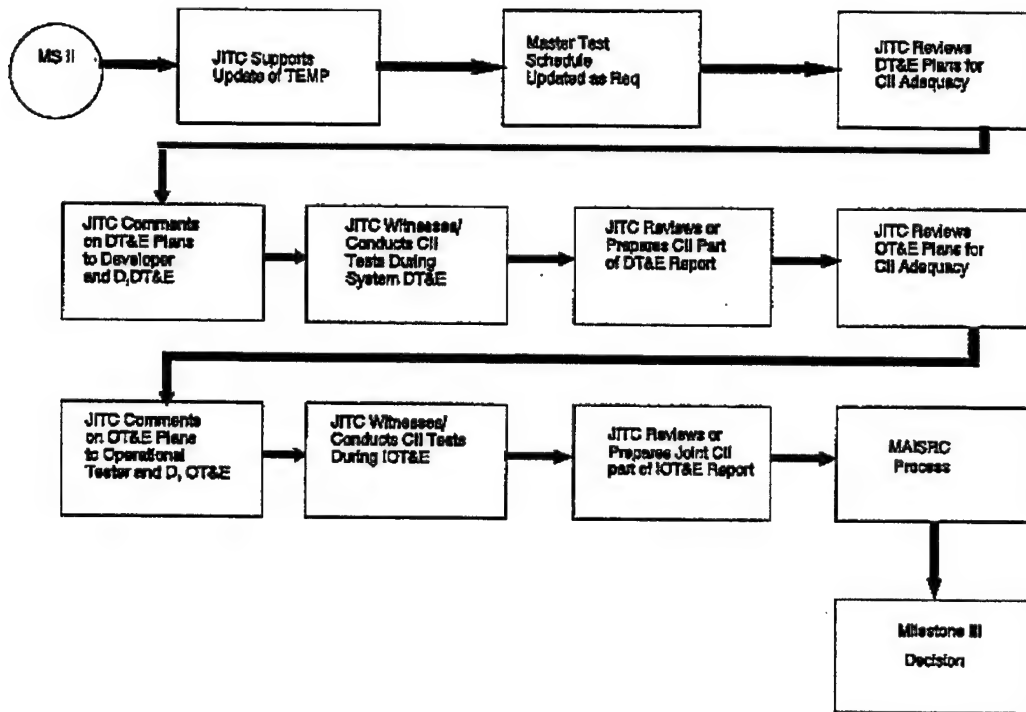 MS II
JITC Supports
Update of TEMP
Master Test
Schedule
Updated as Req
JITC Reviews
DT&E Plans for
CII Adequacy
JITC Comments
on DT&E Plans
to Developer
and D,DT&E
JITC Witnesses/
Conducts CII
Tests During
System DT&E
JITC Reviews or
Prepares CII Part
of DT&E Report
JITC Reviews
OT&E Plans for
CII Adequacy
JITC Comments
on OT&E Plans
to Operational
Tester and D, OT&E
JITC Witnesses/
Conducts CII Tests
During IOT&E
JITC Reviews or
Prepares Joint CII
part of IOT&E Report
MAISRC
Process
Milestone III
Decision